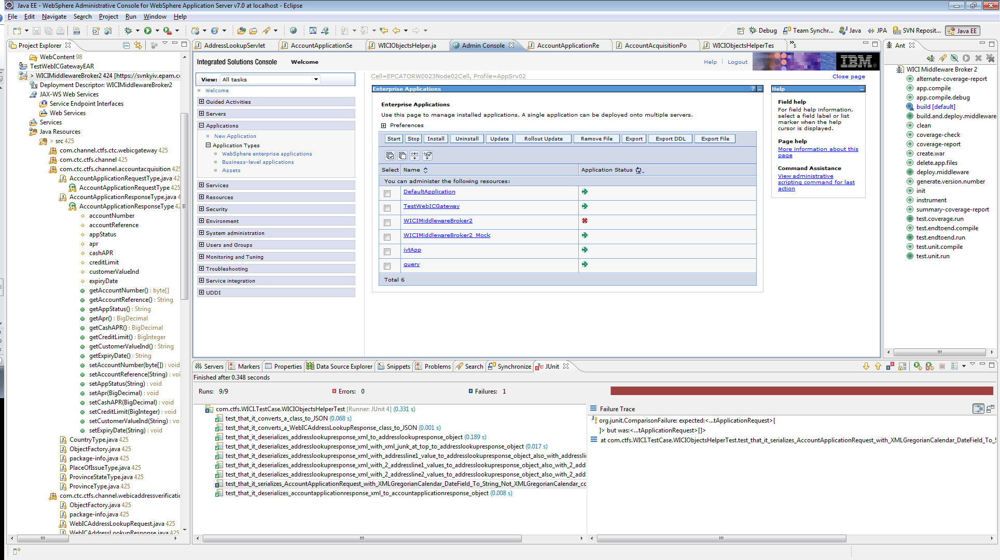 Java EE - WebSphere Administrative Console for WebSphere Application Server v7.0 at localhost - Eclipse
File Edit Navigate Search Project Run Window Help
Debug Team Synchr... Java JPA SVN Reposit... Java EE
Project Explorer
WebContent 98
TestWebICGatewayEAR
> WICIMiddlewareBroker2 424 [https://svnkyiv.epam.c
Deployment Descriptor: WICIMiddlewareBroker2
JAX-WS Web Services
Service Endpoint Interfaces
Web Services
Services
Java Resources
> src 425
com.channel.ctfs.ctc.webicgateway 425
com.ctc.ctfs.channel 425
com.ctc.ctfs.channel.accountacquisition 425
AccountApplicationRequestType.java 42
AccountApplicationRequestType 425
AccountApplicationResponseType.java 4
AccountApplicationResponseType 42
accountNumber
accountReference
appStatus
apr
cashAPR
creditLimit
customerValueInd
expiryDate
getAccountNumber() : byte[]
getAccountReference() : String
getAppStatus() : String
getApr() : BigDecimal
getCashAPR() : BigDecimal
getCreditLimit() : BigInteger
getCustomerValueInd() : String
getExpiryDate() : String
setAccountNumber(byte[]) : void
setAccountReference(String) : voi
setAppStatus(String) : void
setApr(BigDecimal) : void
setCashAPR(BigDecimal) : void
setCreditLimit(BigInteger) : void
setCustomerValueInd(String) : vo
setExpiryDate(String) : void
CountryType.java 425
ObjectFactory.java 425
package-info.java 425
PlaceOfIssueType.java 425
ProvinceStateType.java 425
ProvinceType.java 425
com.ctc.ctfs.channel.webicaddressverificatio
ObjectFactory.java 425
package-info.java 425
WebICAddressLookupRequest.java 425
WebICAddressLookupResponse.java 425
AddressLookupServlet AccountApplicationSe WICIObjectsHelper.ja Admin Console AccountApplicationRe AccountAcquisitionPo WICIObjectsHelperTes »5
Integrated Solutions Console Welcome Help Logout IBM
View: All tasks
Welcome
Guided Activities
Servers
Applications
New Application
Application Types
WebSphere enterprise applications
Business-level applications
Assets
Services
Resources
Security
Environment
System administration
Users and Groups
Monitoring and Tuning
Troubleshooting
Service integration
UDDI
Cell=EPCATORW0023Node02Cell, Profile=AppSrv02 Close page
Enterprise Applications ?
Enterprise Applications
Use this page to manage installed applications. A single application can be deployed onto multiple servers.
Preferences
Start Stop Install Uninstall Update Rollout Update Remove File Export Export DDL Export File
Select Name Application Status
You can administer the following resources:
DefaultApplication
TestWebICGateway
WICIMiddlewareBroker2
WICIMiddlewareBroker2_Mock
ivtApp
query
Total 6
Help
Field help
For field help information,
select a field label or list
marker when the help
cursor is displayed.
Page help
More information about this
page
Command Assistance
View administrative
scripting command for last
action
Ant
WICI Middleware Broker 2
alternate-coverage-report
app.compile
app.compile.debug
build [default]
build.and.deploy.middleware
clean
coverage-check
coverage-report
create.war
delete.app.files
deploy.middleware
generate.version.number
init
instrument
summary-coverage-report
test.coverage.run
test.endtoend.compile
test.endtoend.run
test.unit.compile
test.unit.run
Servers Markers Properties Data Source Explorer Snippets Problems Search Synchronize JUnit
Finished after 0.348 seconds
Runs: 9/9 Errors: 0 Failures: 1
com.ctfs.WICI.TestCase.WICIObjectsHelperTest [Runner: JUnit 4] (0.331 s)
test_that_it_converts_a_class_to_JSON (0.068 s)
test_that_it_converts_a_WebICAddressLookupResponse_class_to_JSON (0.001 s)
test_that_it_deserializes_addresslookupresponse_xml_to_addresslookupresponse_object (0.189 s)
test_that_it_deserializes_addresslookupresponse_xml_with_xml_junk_at_top_to_addresslookupresponse_object (0.017 s)
test_that_it_deserializes_addresslookupresponse_xml_with_addressline1_value_to_addresslookupresponse_object_also_with_addressli
test_that_it_deserializes_addresslookupresponse_xml_with_2_addressline1_values_to_addresslookupresponse_object_also_with_2_add
test_that_it_deserializes_addresslookupresponse_xml_with_2_addressline2_values_to_addresslookupresponse_object_also_with_2_add
test_that_it_serializes_AccountApplicationRequest_with_XMLGregorianCalendar_DateField_To_String_Not_XMLGregorianCalendar_co
test_that_it_deserializes_accountapplicationresponse_xml_to_accountapplicationresponse_object (0.008 s)
Failure Trace
org.junit.ComparisonFailure: expected:<...tApplicationRequest>[
]> but was:<...tApplicationRequest>[]>
at com.ctfs.WICI.TestCase.WICIObjectsHelperTest.test_that_it_serializes_AccountApplicationRequest_with_XMLGregorianCalendar_DateField_To_S